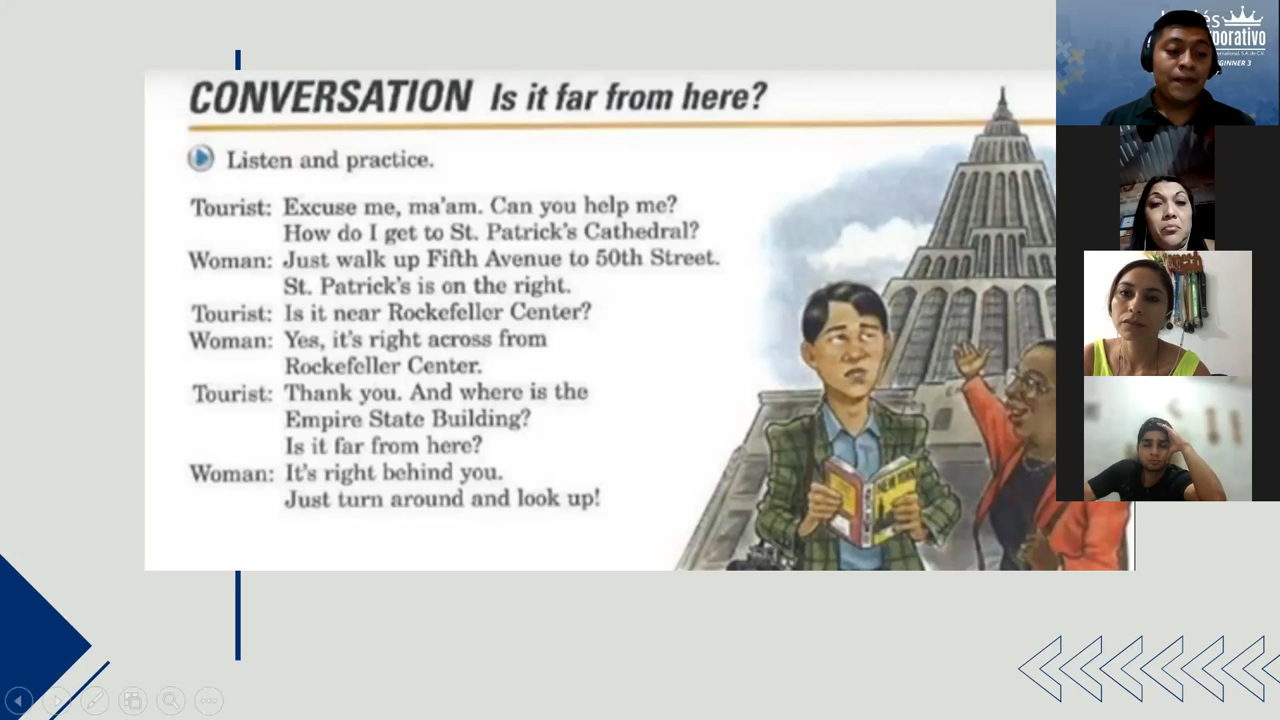 CONVERSATION Is it far from here?
Listen and practice.
Tourist: Excuse me, ma'am. Can you help me?
How do I get to St. Patrick's Cathedral?
Woman: Just walk up Fifth Avenue to 50th Street.
St. Patrick's is on the right.
Tourist: Is it near Rockefeller Center?
Woman: Yes, it's right across from
Rockefeller Center.
Tourist: Thank you. And where is the
Empire State Building?
Is it far from here?
Woman: It's right behind you.
Just turn around and look up!